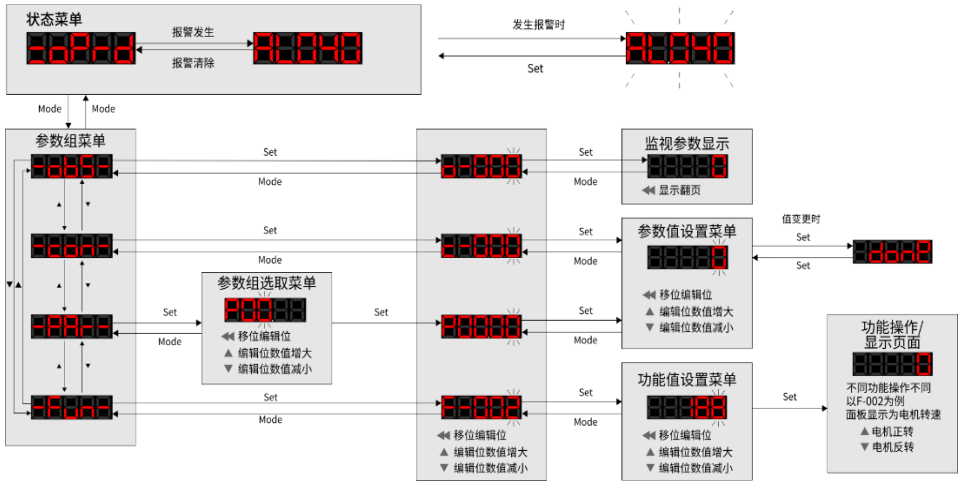 状态菜单
报警发生
报警清除
AL040
发生报警时
Set
AL040
Mode
Mode
参数组菜单
Set
Mode
监视参数显示
0
显示翻页
Set
Mode
参数值设置菜单
0
移位编辑位
编辑位数值增大
编辑位数值减小
Set
Mode
Set
Mode
值变更时
Set
Set
done
参数组选取菜单
移位编辑位
编辑位数值增大
编辑位数值减小
Set
Mode
Set
Set
Mode
-Fun-
Set
Mode
F-002
移位编辑位
编辑位数值增大
编辑位数值减小
Set
Mode
功能值设置菜单
移位编辑位
编辑位数值增大
编辑位数值减小
Set
功能操作/
显示页面
0
不同功能操作不同
以F-002为例
面板显示为电机转速
电机正转
电机反转